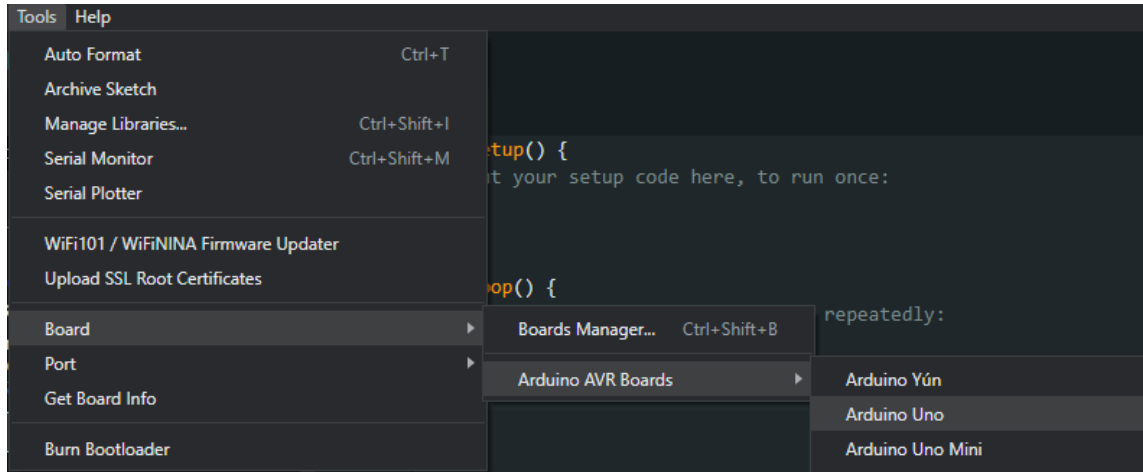 Tools Help
Auto Format Ctrl+T
Archive Sketch
Manage Libraries... Ctrl+Shift+I
Serial Monitor Ctrl+Shift+M
Serial Plotter
WiFi101 / WiFiNINA Firmware Updater
Upload SSL Root Certificates
Board
Port
Get Board Info
Burn Bootloader
etup() {
t your setup code here, to run once:
oop() {
repeatedly:
Boards Manager... Ctrl+Shift+B
Arduino AVR Boards
Arduino Yún
Arduino Uno
Arduino Uno Mini